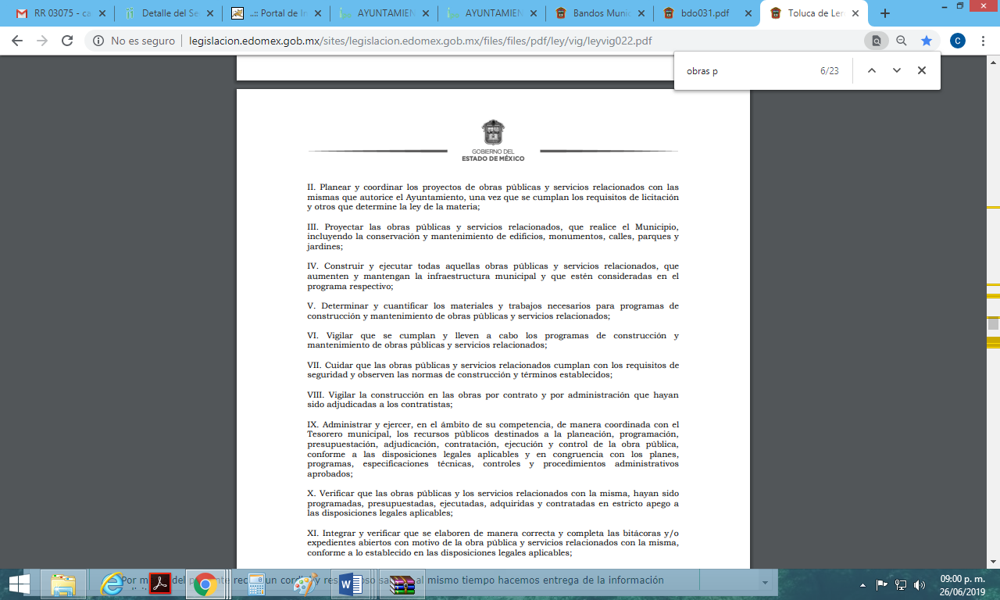 RR 03075 - ca
Detalle del Se
..:: Portal de In
AYUNTAMIEN
AYUNTAMIEN
Bandos Muni
bdo031.pdf
Toluca de Ler
No es seguro
legislacion.edomex.gob.mx/sites/legislacion.edomex.gob.mx/files/files/pdf/ley/vig/leyvig022.pdf
C
obras p
6/23
GOBIERNO DEL
ESTADO DE MÉXICO
II. Planear y coordinar los proyectos de obras públicas y servicios relacionados con las
mismas que autorice el Ayuntamiento, una vez que se cumplan los requisitos de licitación
y otros que determine la ley de la materia;
III. Proyectar las obras públicas y servicios relacionados, que realice el Municipio,
incluyendo la conservación y mantenimiento de edificios, monumentos, calles, parques y
jardines;
IV. Construir y ejecutar todas aquellas obras públicas y servicios relacionados, que
aumenten y mantengan la infraestructura municipal y que estén consideradas en el
programa respectivo;
V. Determinar y cuantificar los materiales y trabajos necesarios para programas de
construcción y mantenimiento de obras públicas y servicios relacionados;
VI. Vigilar que se cumplan y lleven a cabo los programas de construcción y
mantenimiento de obras públicas y servicios relacionados;
VII. Cuidar que las obras públicas y servicios relacionados cumplan con los requisitos de
seguridad y observen las normas de construcción y términos establecidos;
VIII. Vigilar la construcción en las obras por contrato y por administración que hayan
sido adjudicadas a los contratistas;
IX. Administrar y ejercer, en el ámbito de su competencia, de manera coordinada con el
Tesorero municipal, los recursos públicos destinados a la planeación, programación,
presupuestación, adjudicación, contratación, ejecución y control de la obra pública,
conforme a las disposiciones legales aplicables y en congruencia con los planes,
programas, especificaciones técnicas, controles y procedimientos administrativos
aprobados;
X. Verificar que las obras públicas y los servicios relacionados con la misma, hayan sido
programadas, presupuestadas, ejecutadas, adquiridas y contratadas en estricto apego a
las disposiciones legales aplicables;
XI. Integrar y verificar que se elaboren de manera correcta y completa las bitácoras y/o
expedientes abiertos con motivo de la obra pública y servicios relacionados con la misma,
conforme a lo establecido en las disposiciones legales aplicables;
Por m del p te rec un cord y res oso sa al mismo tiempo hacemos entrega de la información
09:00 p. m.
26/06/2019